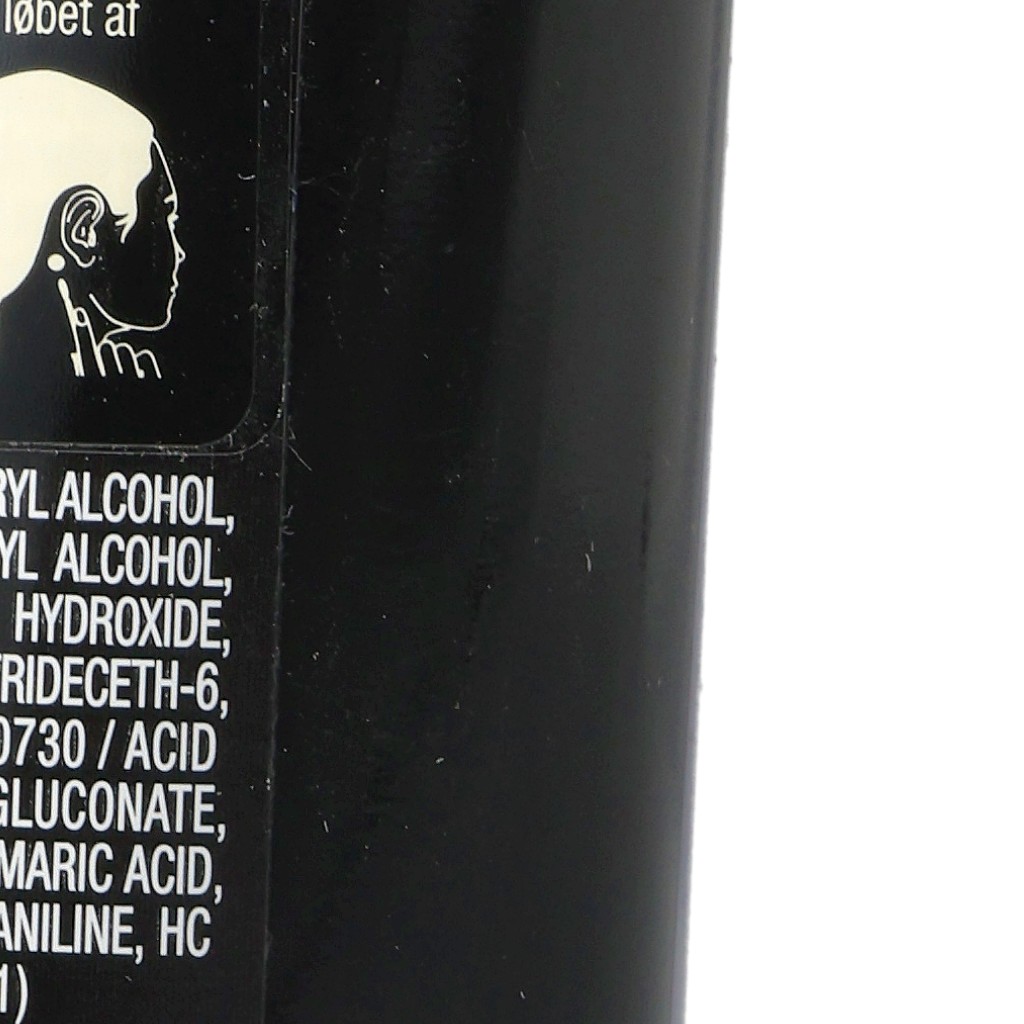 løbet af
RYL ALCOHOL,
YL ALCOHOL,
HYDROXIDE,
TRIDECETH-6,
0730 / ACID
GLUCONATE,
MARIC ACID,
ANILINE, HC
1)